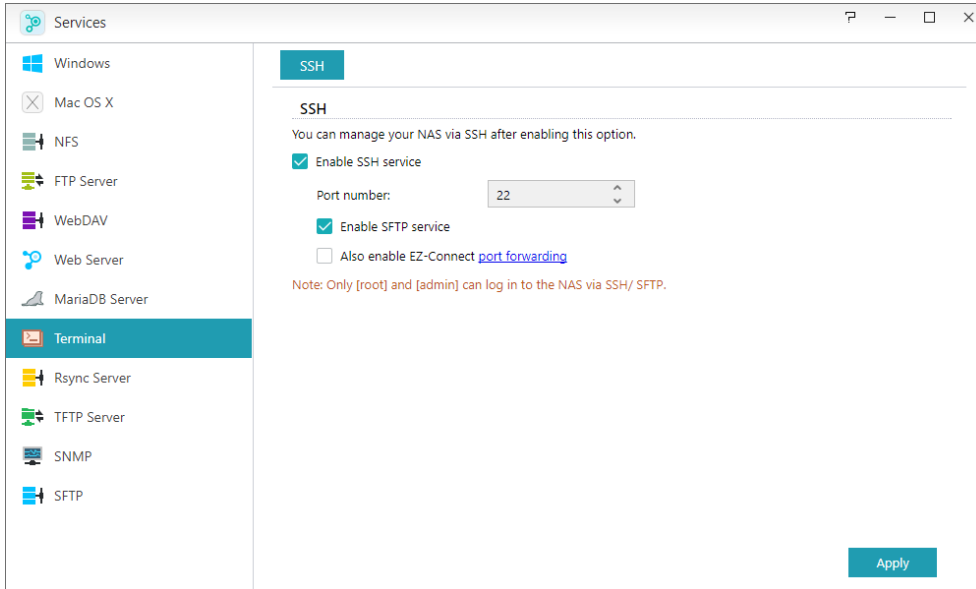 Services
Windows
Mac OS X
NFS
FTP Server
WebDAV
Web Server
MariaDB Server
Terminal
Rsync Server
TFTP Server
SNMP
SFTP
SSH
SSH
You can manage your NAS via SSH after enabling this option.
Enable SSH service
Port number: 22
Enable SFTP service
Also enable EZ-Connect port forwarding
Note: Only [root] and [admin] can log in to the NAS via SSH/ SFTP.
Apply